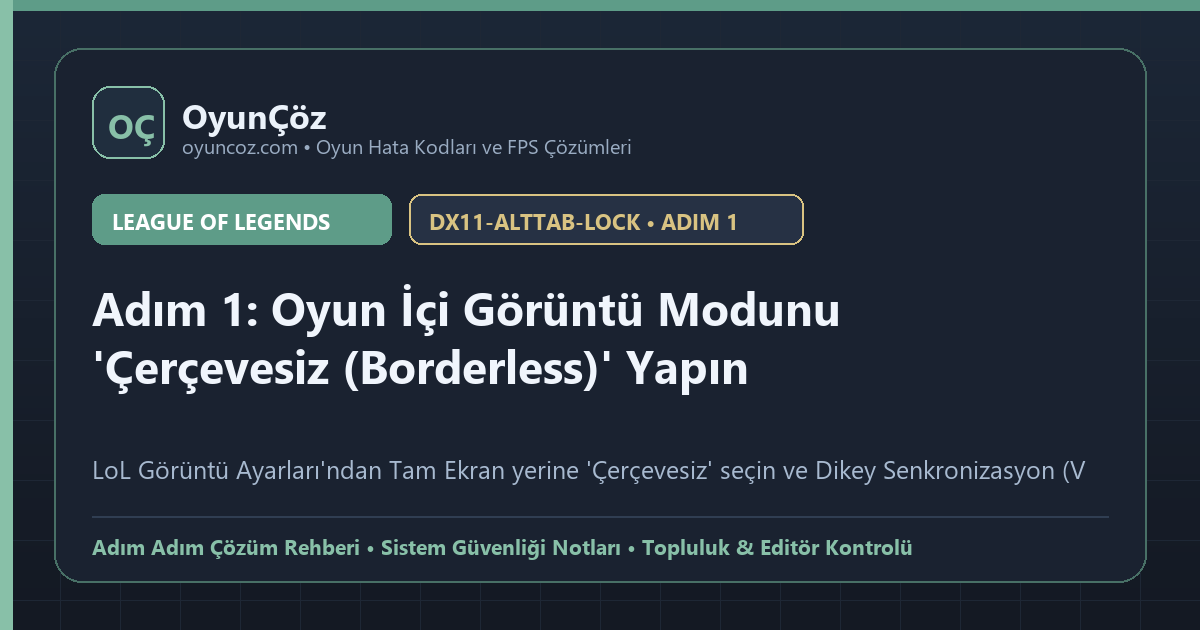 OÇ
OyunÇöz
oyuncoz.com • Oyun Hata Kodları ve FPS Çözümleri
LEAGUE OF LEGENDS
DX11-ALTTAB-LOCK • ADIM 1
Adım 1: Oyun İçi Görüntü Modunu
'Çerçevesiz (Borderless)' Yapın
LoL Görüntü Ayarları'ndan Tam Ekran yerine 'Çerçevesiz' seçin ve Dikey Senkronizasyon (V
Adım Adım Çözüm Rehberi • Sistem Güvenliği Notları • Topluluk & Editör Kontrolü